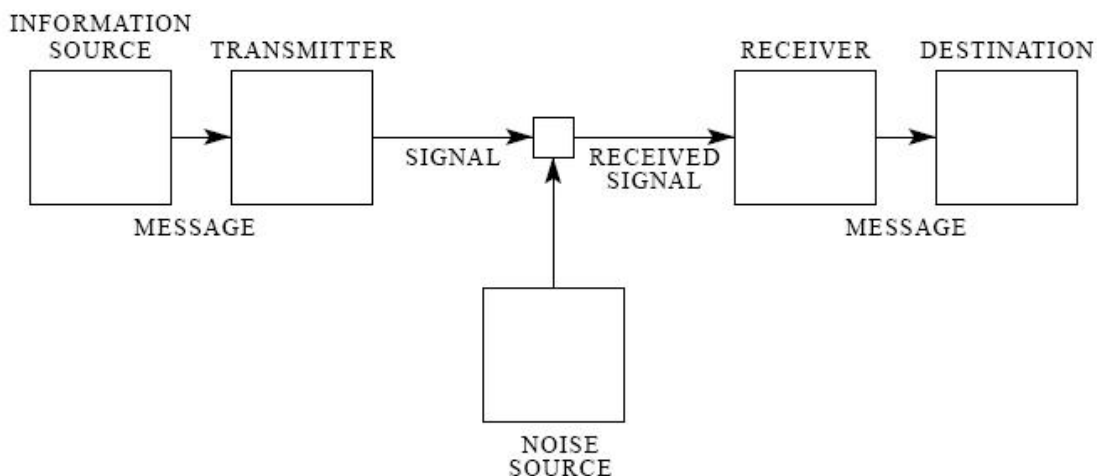 INFORMATION
SOURCE
TRANSMITTER
RECEIVER
DESTINATION
SIGNAL
RECEIVED
SIGNAL
MESSAGE
MESSAGE
NOISE
SOURCE